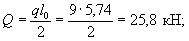 Q = ql₀/2 = 9·5,74/2 = 25,8 кН;